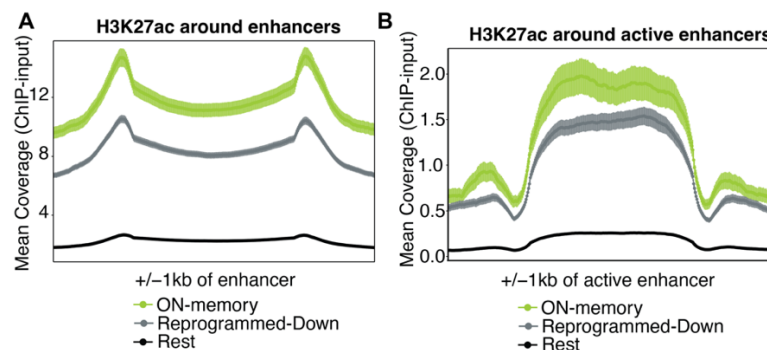 A
H3K27ac around enhancers
Mean Coverage (ChIP-input)
12
8
4
+/−1kb of enhancer
ON-memory
Reprogrammed-Down
Rest
B
H3K27ac around active enhancers
Mean Coverage (ChIP-input)
2.0
1.5
1.0
0.5
0.0
+/−1kb of active enhancer
ON-memory
Reprogrammed-Down
Rest